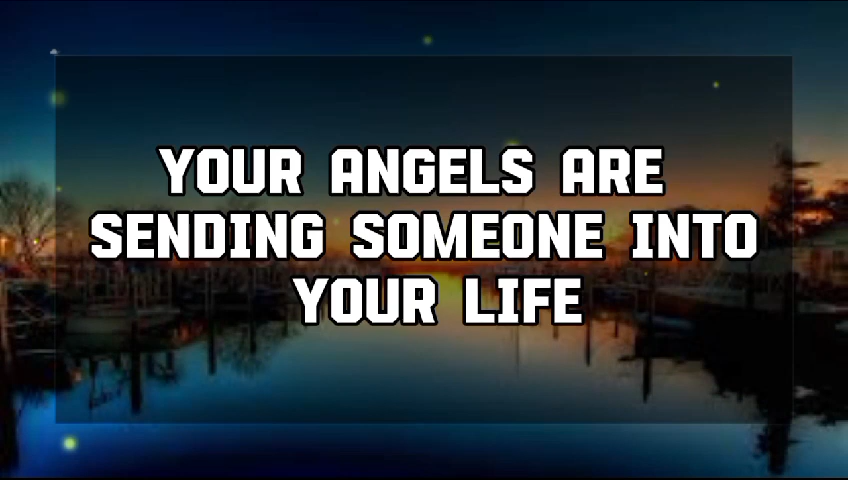 YOUR ANGELS ARE
SENDING SOMEONE INTO
YOUR LIFE